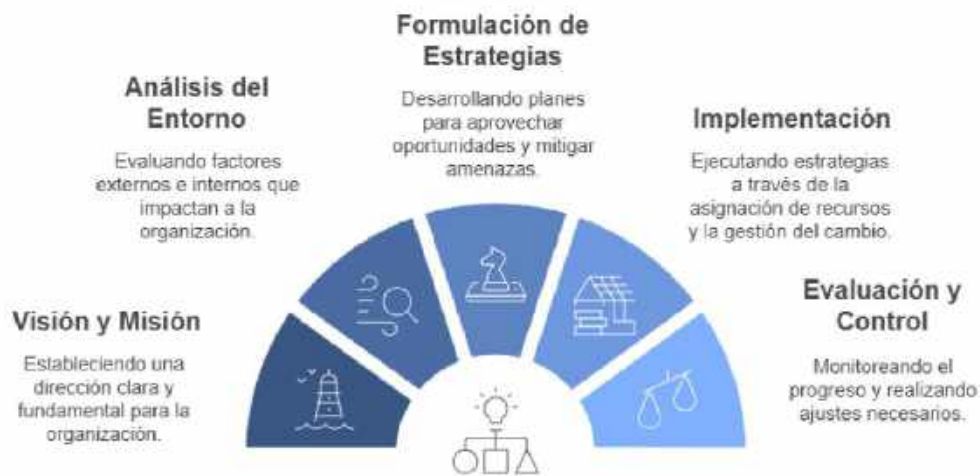 Visión y Misión
Estableciendo una
dirección clara y
fundamental para la
organización.
Análisis del
Entorno
Evaluando factores
externos e internos que
impactan a la
organización.
Formulación de
Estrategias
Desarrollando planes
para aprovechar
oportunidades y mitigar
amenazas.
Implementación
Ejecutando estrategias
a través de la
asignación de recursos
y la gestión del cambio.
Evaluación y
Control
Monitoreando el
progreso y realizando
ajustes necesarios.